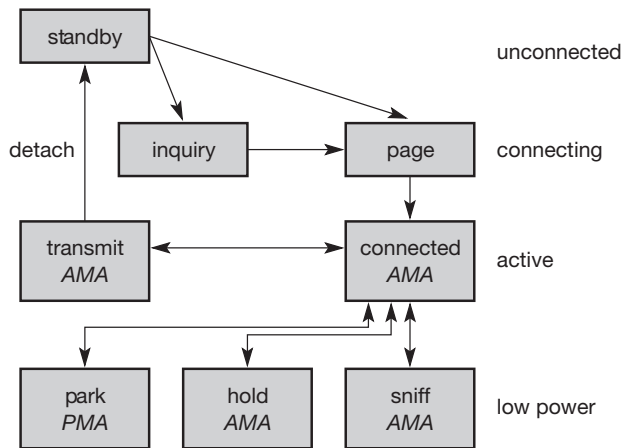 standby
unconnected
detach
inquiry
page
connecting
transmit
AMA
connected
AMA
active
park
PMA
hold
AMA
sniff
AMA
low power